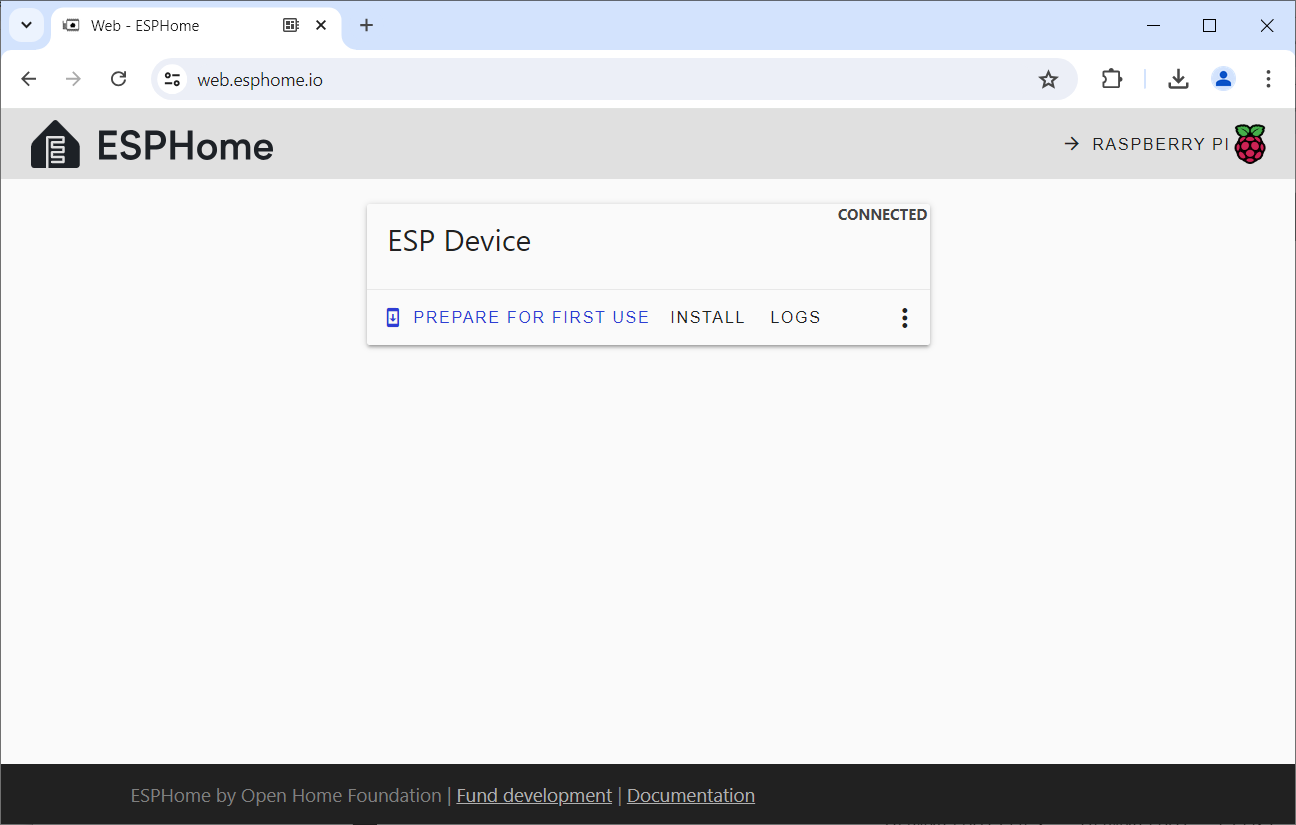 Web - ESPHome
web.esphome.io
ESPHome
RASPBERRY PI
CONNECTED
ESP Device
PREPARE FOR FIRST USE INSTALL LOGS
ESPHome by Open Home Foundation | Fund development | Documentation